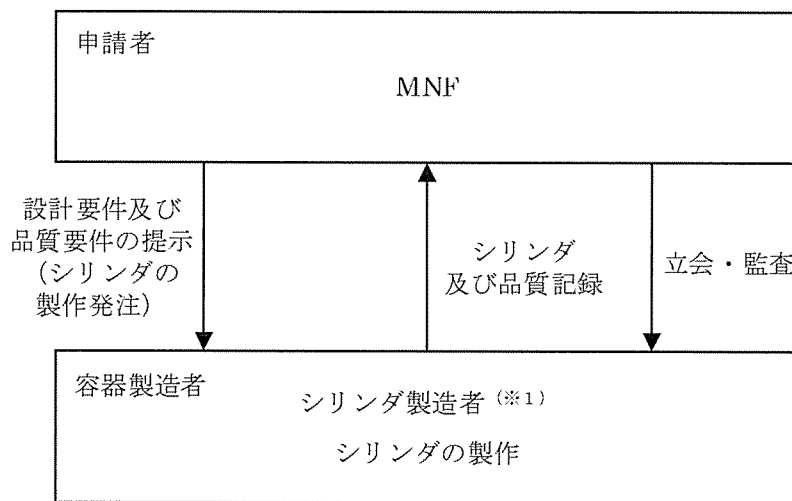 申請者
MNF
設計要件及び
品質要件の提示
(シリンダの
製作発注)
シリンダ
及び品質記録
立会・監査
容器製造者
シリンダ製造者(※1)
シリンダの製作